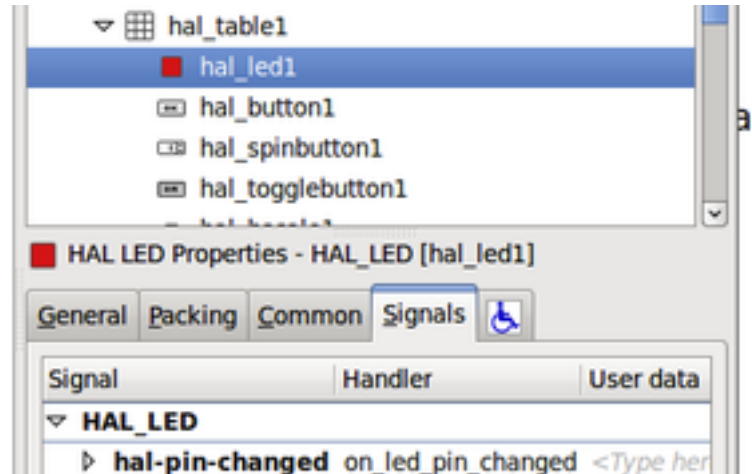 hal_table1
hal_led1
hal_button1
hal_spinbutton1
hal_togglebutton1
a
HAL LED Properties - HAL_LED [hal_led1]
General Packing Common Signals
Signal Handler User data
HAL_LED
hal-pin-changed on_led_pin_changed <Type her